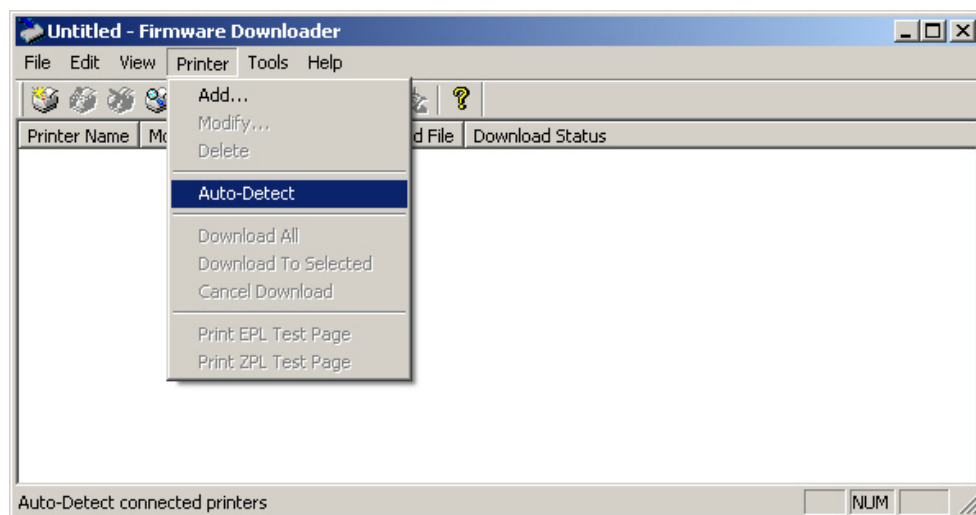 Untitled - Firmware Downloader
File Edit View Printer Tools Help
Printer Name d File Download Status
Add...
Modify...
Delete
Auto-Detect
Download All
Download To Selected
Cancel Download
Print EPL Test Page
Print ZPL Test Page
Auto-Detect connected printers NUM